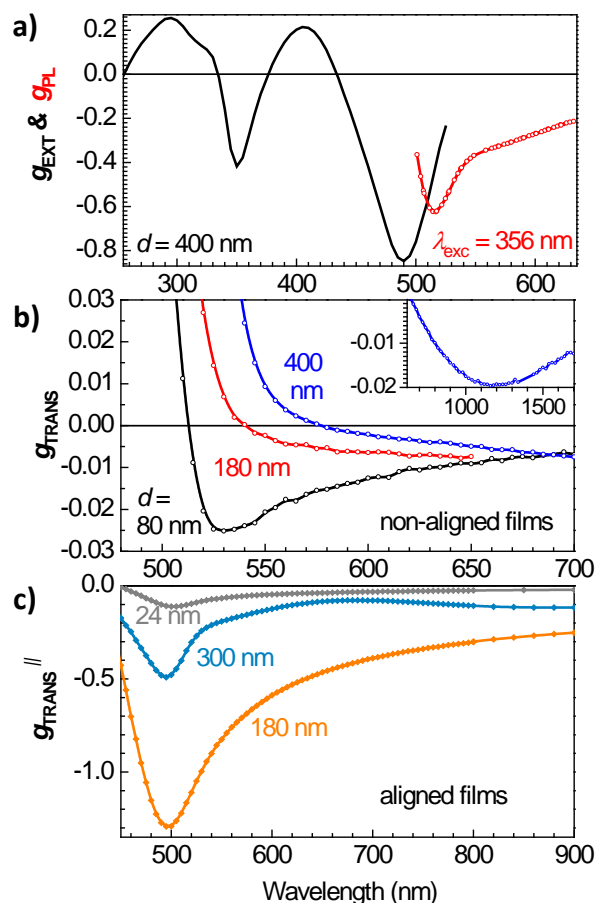 a)
0.2
0.0
-0.2
-0.4
-0.6
-0.8
gEXT & gPL
d = 400 nm
λexc = 356 nm
300 400 500 600
b)
0.03
0.02
0.01
0.00
-0.01
-0.02
-0.03
gTRANS
400
nm
180 nm
d =
80 nm
non-aligned films
-0.01
-0.02
1000 1500
500 550 600 650 700
c)
0.0
-0.5
-1.0
gTRANS//
24 nm
300 nm
180 nm
aligned films
500 600 700 800 900
Wavelength (nm)